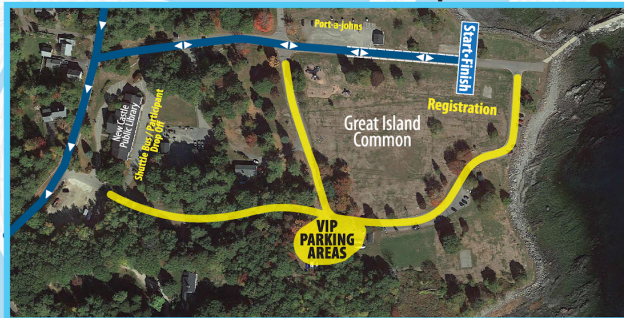 Port-a-johns
Start•Finish
Registration
Great Island
Common
New Castle
Public Library
Shuttle Bus / Participant
Drop Off
VIP
PARKING
AREAS